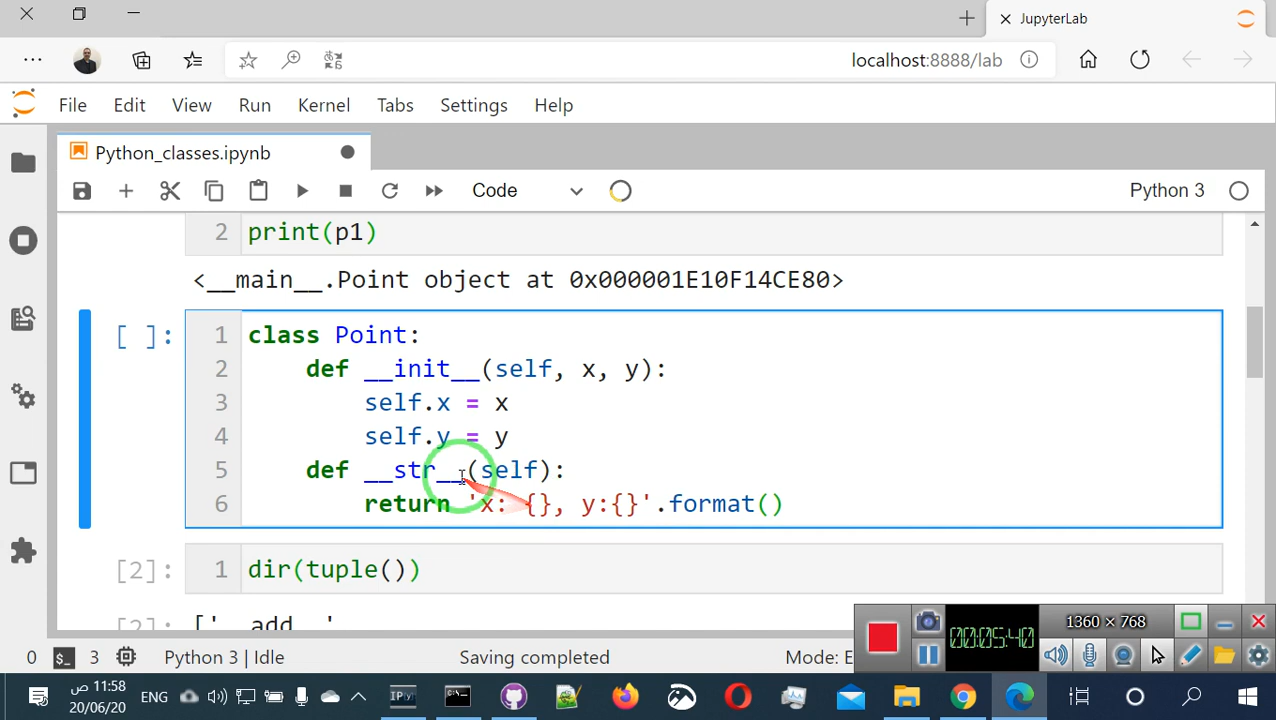 JupyterLab
localhost:8888/lab
File Edit View Run Kernel Tabs Settings Help
Python_classes.ipynb
Code
Python 3
2 print(p1)
<__main__.Point object at 0x000001E10F14CE80>
[ ]:
1 class Point:
2 def __init__(self, x, y):
3 self.x = x
4 self.y = y
5 def __str__(self):
6 return 'x: {}, y:{}'.format()
[2]: 1 dir(tuple())
[2]: ['__add__',
1360 × 768
00:05:40
0 3 Python 3 | Idle Saving completed Mode: E
11:58 ص
20/06/20
ENG
IPy